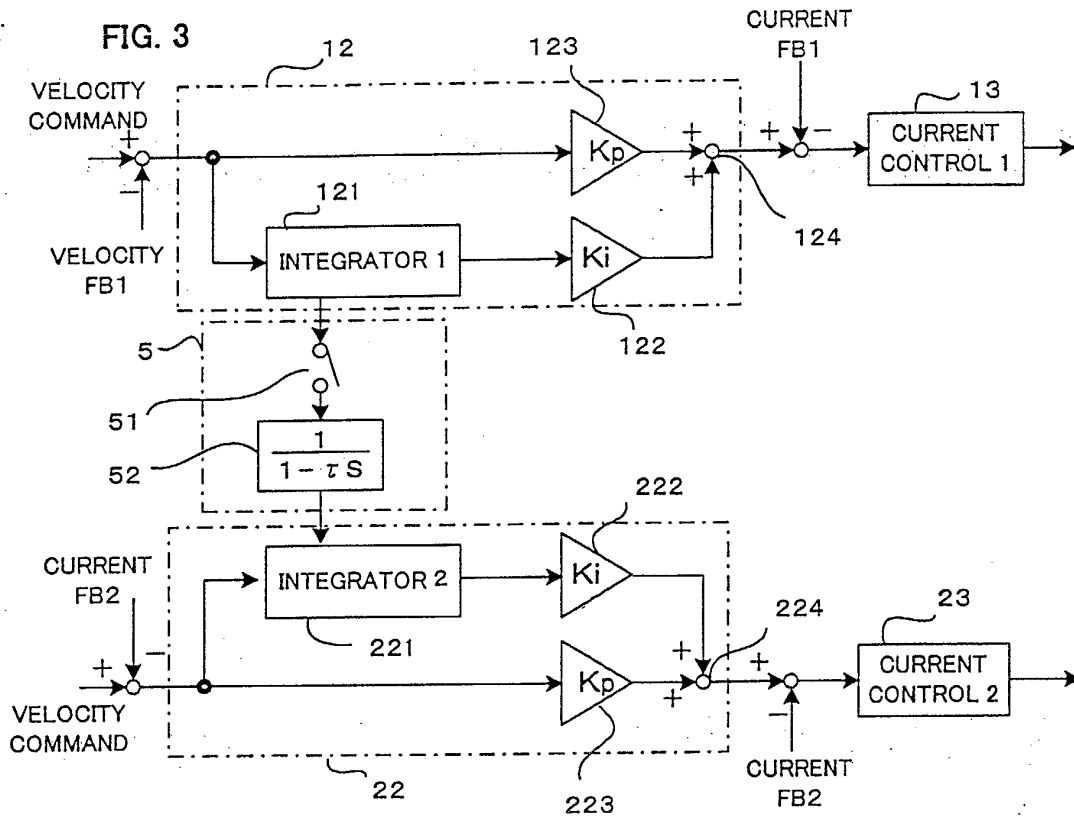 FIG. 3
12
123
CURRENT
FB1
VELOCITY
COMMAND
+
−
Kp
+
+
+
−
13
CURRENT
CONTROL 1
121
INTEGRATOR 1
Ki
124
VELOCITY
FB1
122
5
51
52
1
1 − τ S
222
CURRENT
FB2
INTEGRATOR 2
Ki
221
224
23
−
+
VELOCITY
COMMAND
Kp
+
+
+
−
CURRENT
CONTROL 2
22
223
CURRENT
FB2